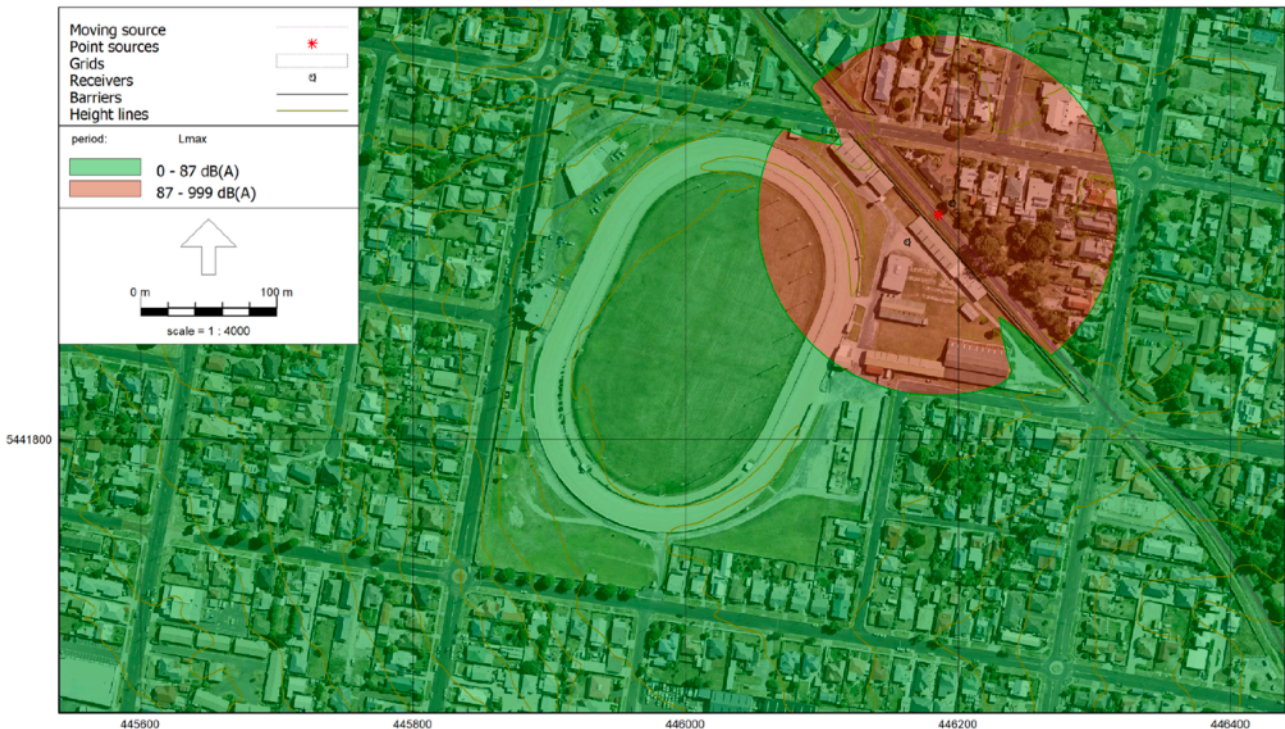 Moving source
Point sources
Grids
Receivers
Barriers
Height lines
period: Lmax
0 - 87 dB(A)
87 - 999 dB(A)
0 m 100 m
scale = 1 : 4000
5441800
445600 445800 446000 446200 446400